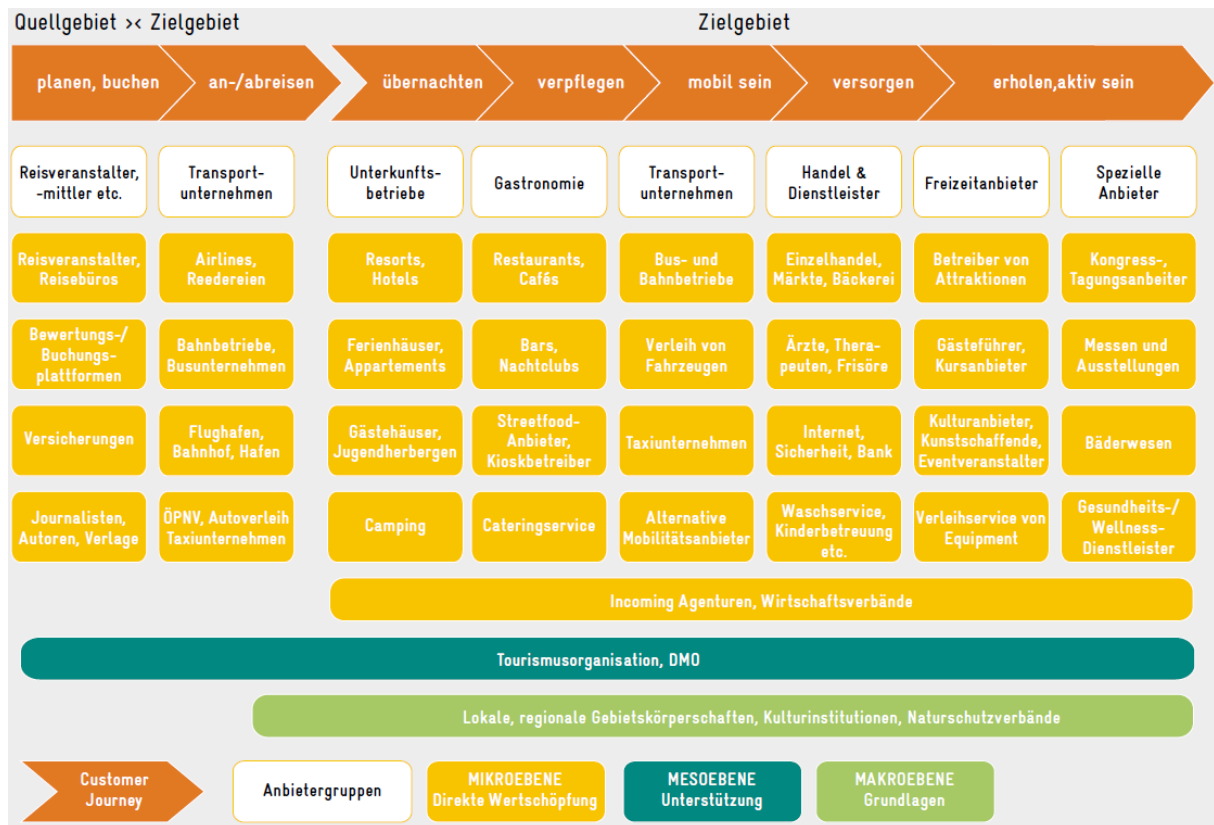 Quellgebiet >< Zielgebiet
Zielgebiet
planen, buchen
an-/abreisen
übernachten
verpflegen
mobil sein
versorgen
erholen,aktiv sein
Reisveranstalter,
-mittler etc.
Transport-
unternehmen
Unterkunfts-
betriebe
Gastronomie
Transport-
unternehmen
Handel &
Dienstleister
Freizeitanbieter
Spezielle
Anbieter
Reisveranstalter,
Reisebüros
Airlines,
Reedereien
Resorts,
Hotels
Restaurants,
Cafés
Bus- und
Bahnbetriebe
Einzelhandel,
Märkte, Bäckerei
Betreiber von
Attraktionen
Kongress-,
Tagungsanbeiter
Bewertungs-/
Buchungs-
plattformen
Bahnbetriebe,
Busunternehmen
Ferienhäuser,
Appartements
Bars,
Nachtclubs
Verleih von
Fahrzeugen
Ärzte, Thera-
peuten, Frisöre
Gästeführer,
Kursanbieter
Messen und
Ausstellungen
Versicherungen
Flughafen,
Bahnhof, Hafen
Gästehäuser,
Jugendherbergen
Streetfood-
Anbieter,
Kioskbetreiber
Taxiunternehmen
Internet,
Sicherheit, Bank
Kulturanbieter,
Kunstschaffende,
Eventveranstalter
Bäderwesen
Journalisten,
Autoren, Verlage
ÖPNV, Autoverleih
Taxiunternehmen
Camping
Cateringservice
Alternative
Mobilitätsanbieter
Waschservice,
Kinderbetreuung
etc.
Verleihservice von
Equipment
Gesundheits-/
Wellness-
Dienstleister
Incoming Agenturen, Wirtschaftsverbände
Tourismusorganisation, DMO
Lokale, regionale Gebietskörperschaften, Kulturinstitutionen, Naturschutzverbände
Customer
Journey
Anbietergruppen
MIKROEBENE
Direkte Wertschöpfung
MESOEBENE
Unterstützung
MAKROEBENE
Grundlagen